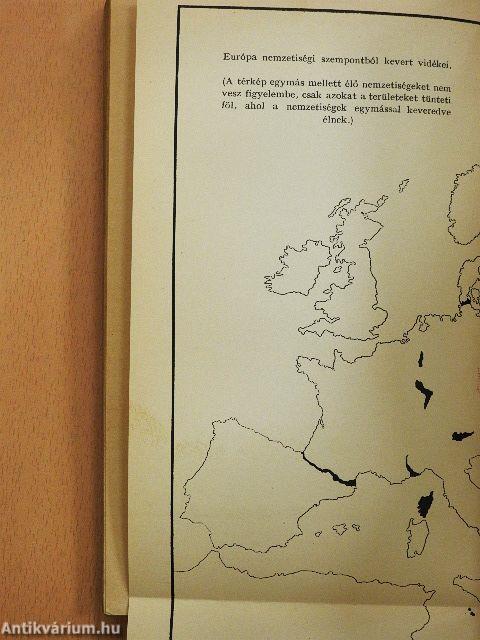 Európa nemzetiségi szempontból kevert vidékei.
(A térkép egymás mellett élő nemzetiségeket nem
vesz figyelembe, csak azokat a területeket tünteti
föl, ahol a nemzetiségek egymással keveredve
élnek.)
Antikvárium.hu